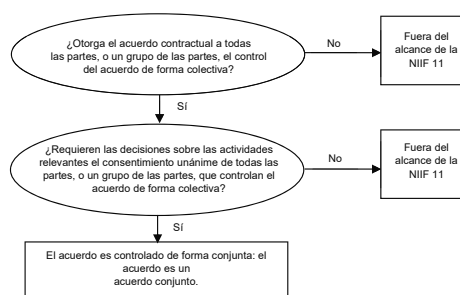 ¿Otorga el acuerdo contractual a todas
las partes, o un grupo de las partes, el control
del acuerdo de forma colectiva?
No
Fuera del
alcance de la
NIIF 11
Sí
¿Requieren las decisiones sobre las actividades
relevantes el consentimiento unánime de todas las
partes, o un grupo de las partes, que controlan el
acuerdo de forma colectiva?
No
Fuera del
alcance de la
NIIF 11
Sí
El acuerdo es controlado de forma conjunta: el
acuerdo es un
acuerdo conjunto.